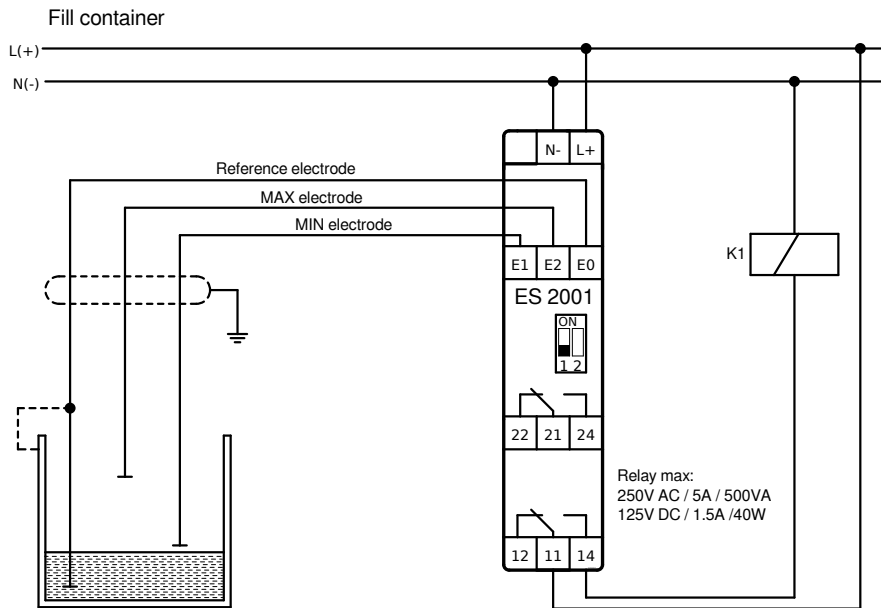 Fill container
L(+)
N(-)
N- L+
Reference electrode
MAX electrode
MIN electrode
K1
E1 E2 E0
ES 2001
ON
1 2
22 21 24
Relay max:
250V AC / 5A / 500VA
125V DC / 1.5A /40W
12 11 14